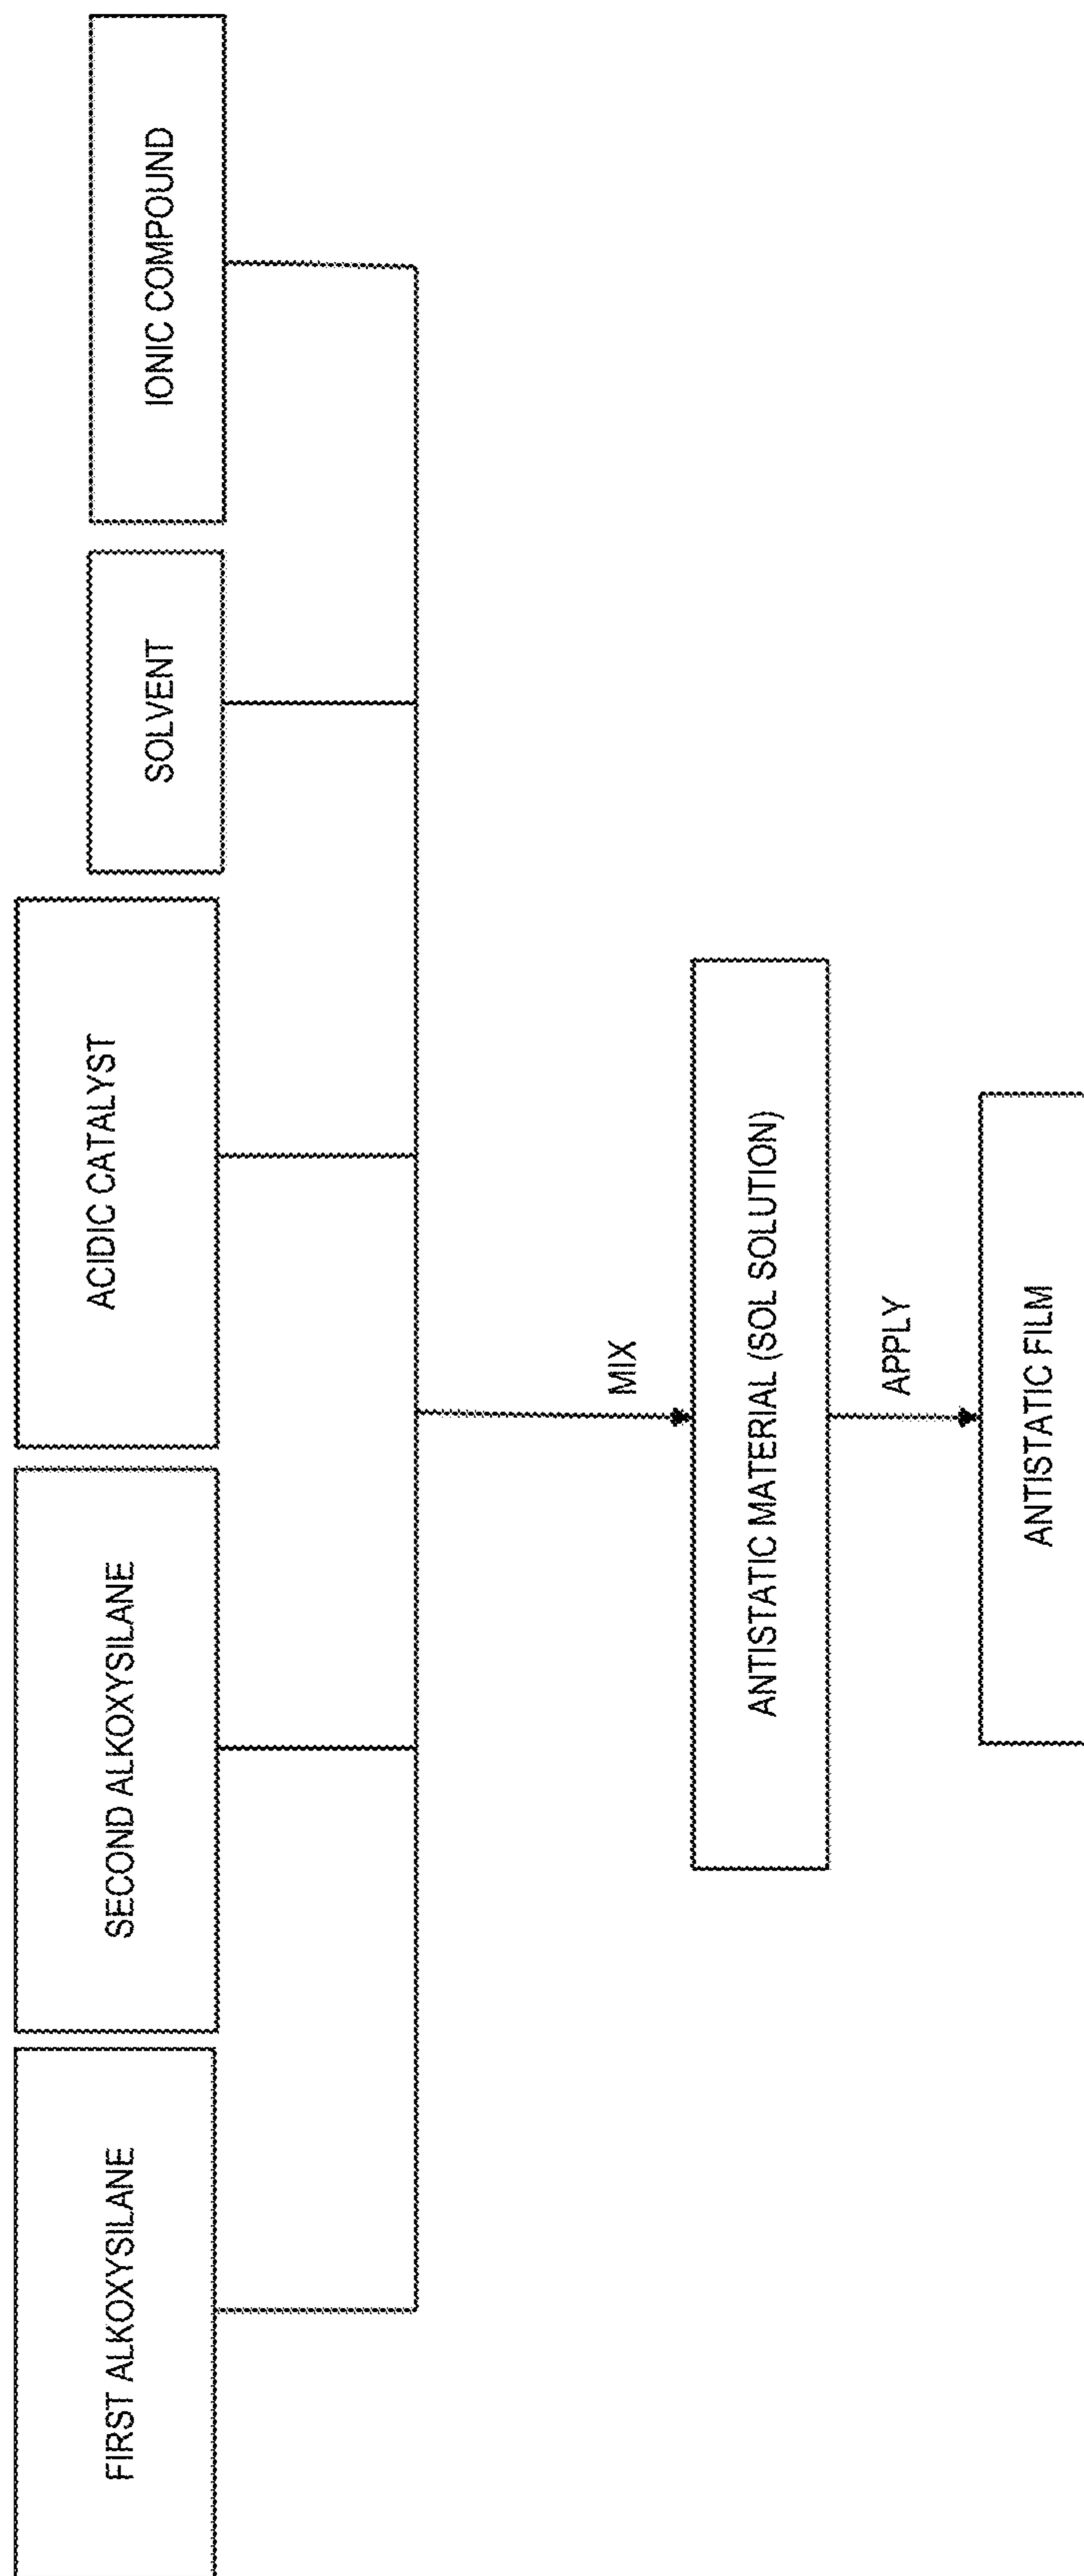 FIRST ALKOXYSILANE
SECOND ALKOXYSILANE
ACIDIC CATALYST
SOLVENT
IONIC COMPOUND
MIX
ANTISTATIC MATERIAL (SOL SOLUTION)
APPLY
ANTISTATIC FILM